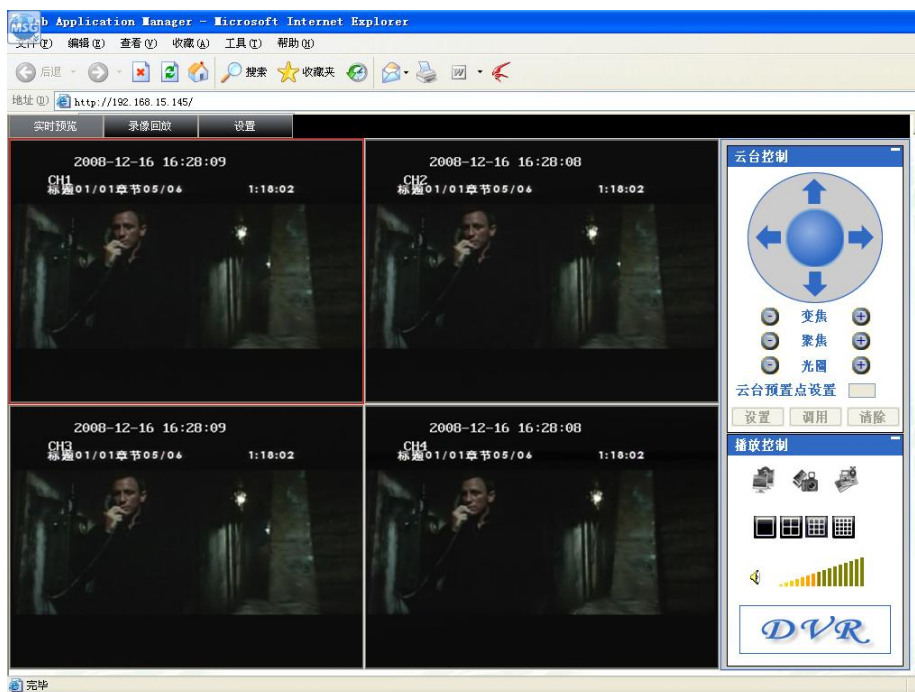 MSG
b Application Manager - Microsoft Internet Explorer
文件(F) 编辑(E) 查看(V) 收藏(A) 工具(T) 帮助(H)
后退 搜索 收藏夹
地址(D) http://192.168.15.145/
实时预览 录像回放 设置
2008-12-16 16:28:09
CH1
标题01/01章节05/06 1:18:02
2008-12-16 16:28:08
CH2
标题01/01章节05/06 1:18:02
2008-12-16 16:28:09
CH3
标题01/01章节05/06 1:18:02
2008-12-16 16:28:08
CH4
标题01/01章节05/06 1:18:02
云台控制
变焦
聚焦
光圈
云台预置点设置
设置 调用 清除
播放控制
DVR
完毕